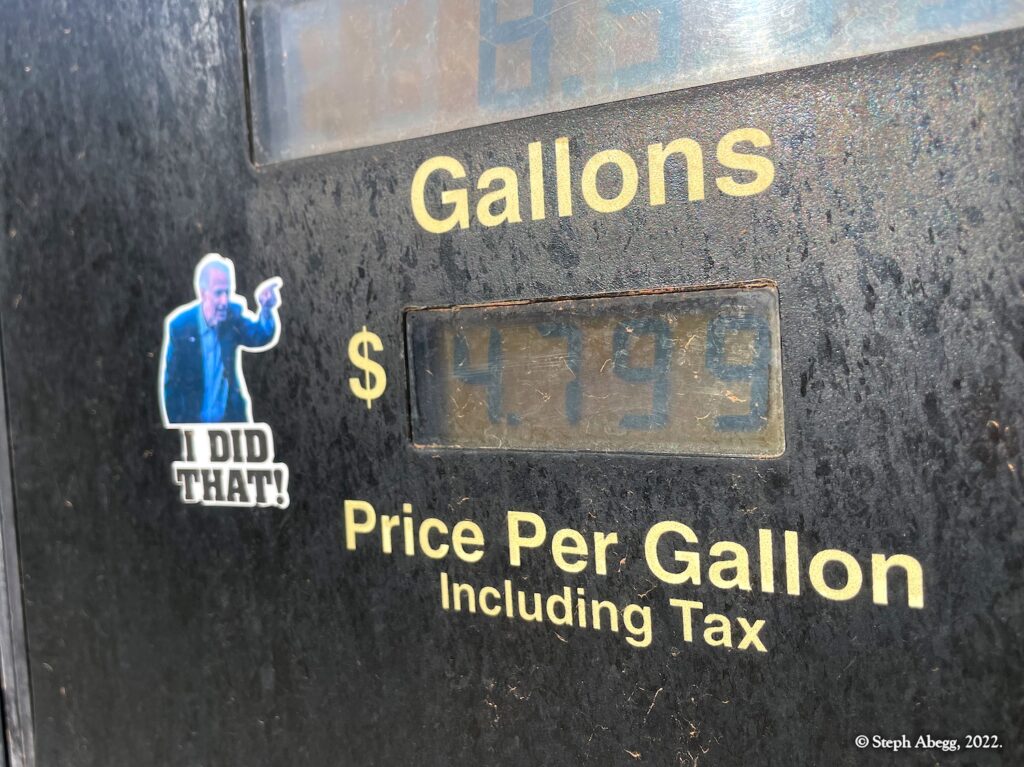 Gallons
$ 4.799
I DID
THAT!
Price Per Gallon
Including Tax
© Steph Abegg, 2022.